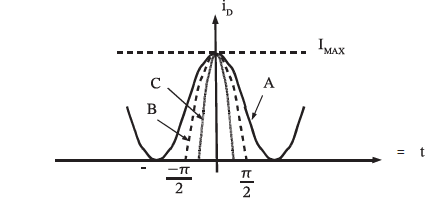 i_D
I_MAX
C
A
B
= t
-
-π/2
π/2